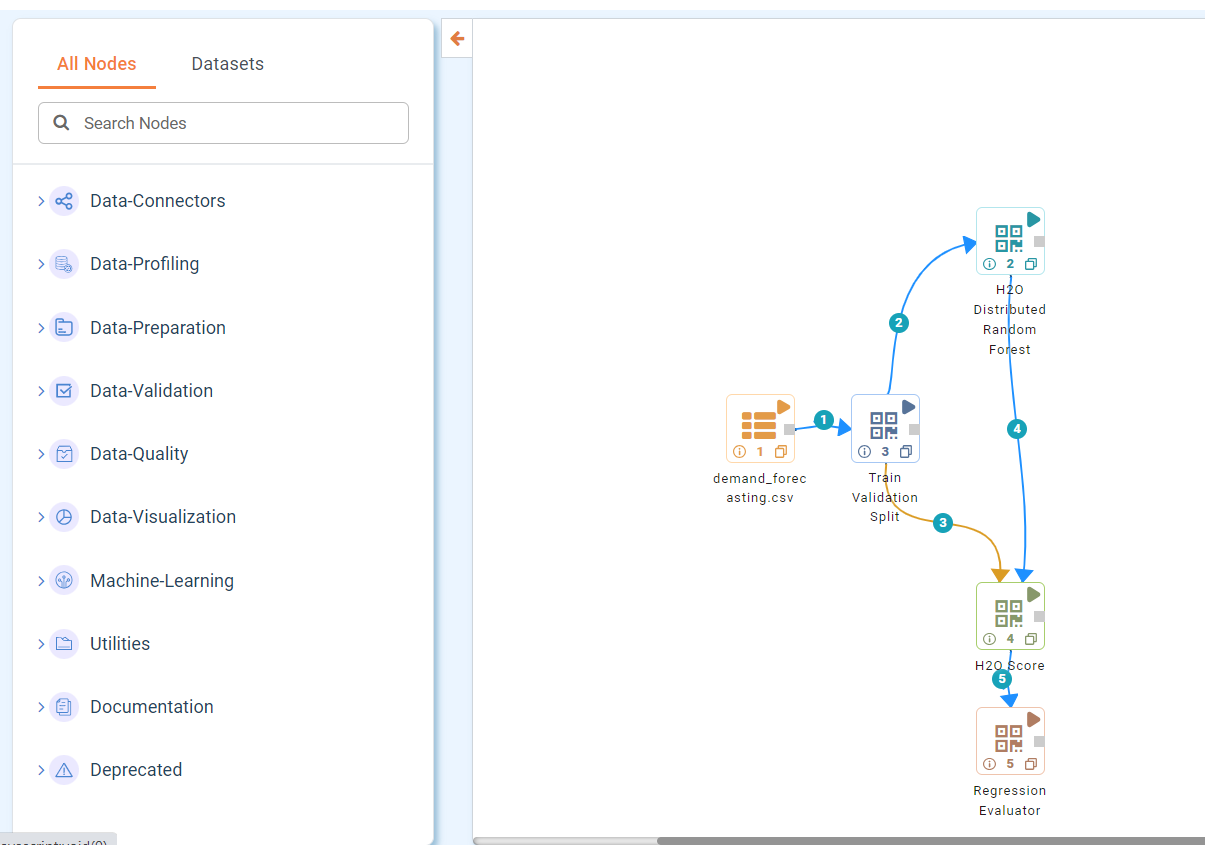 All Nodes
Datasets
Search Nodes
Data-Connectors
Data-Profiling
Data-Preparation
Data-Validation
Data-Quality
Data-Visualization
Machine-Learning
Utilities
Documentation
Deprecated
2
H2O
Distributed
Random
Forest
2
1
1
demand_forec
asting.csv
3
Train
Validation
Split
4
3
4
H2O Score
5
5
Regression
Evaluator